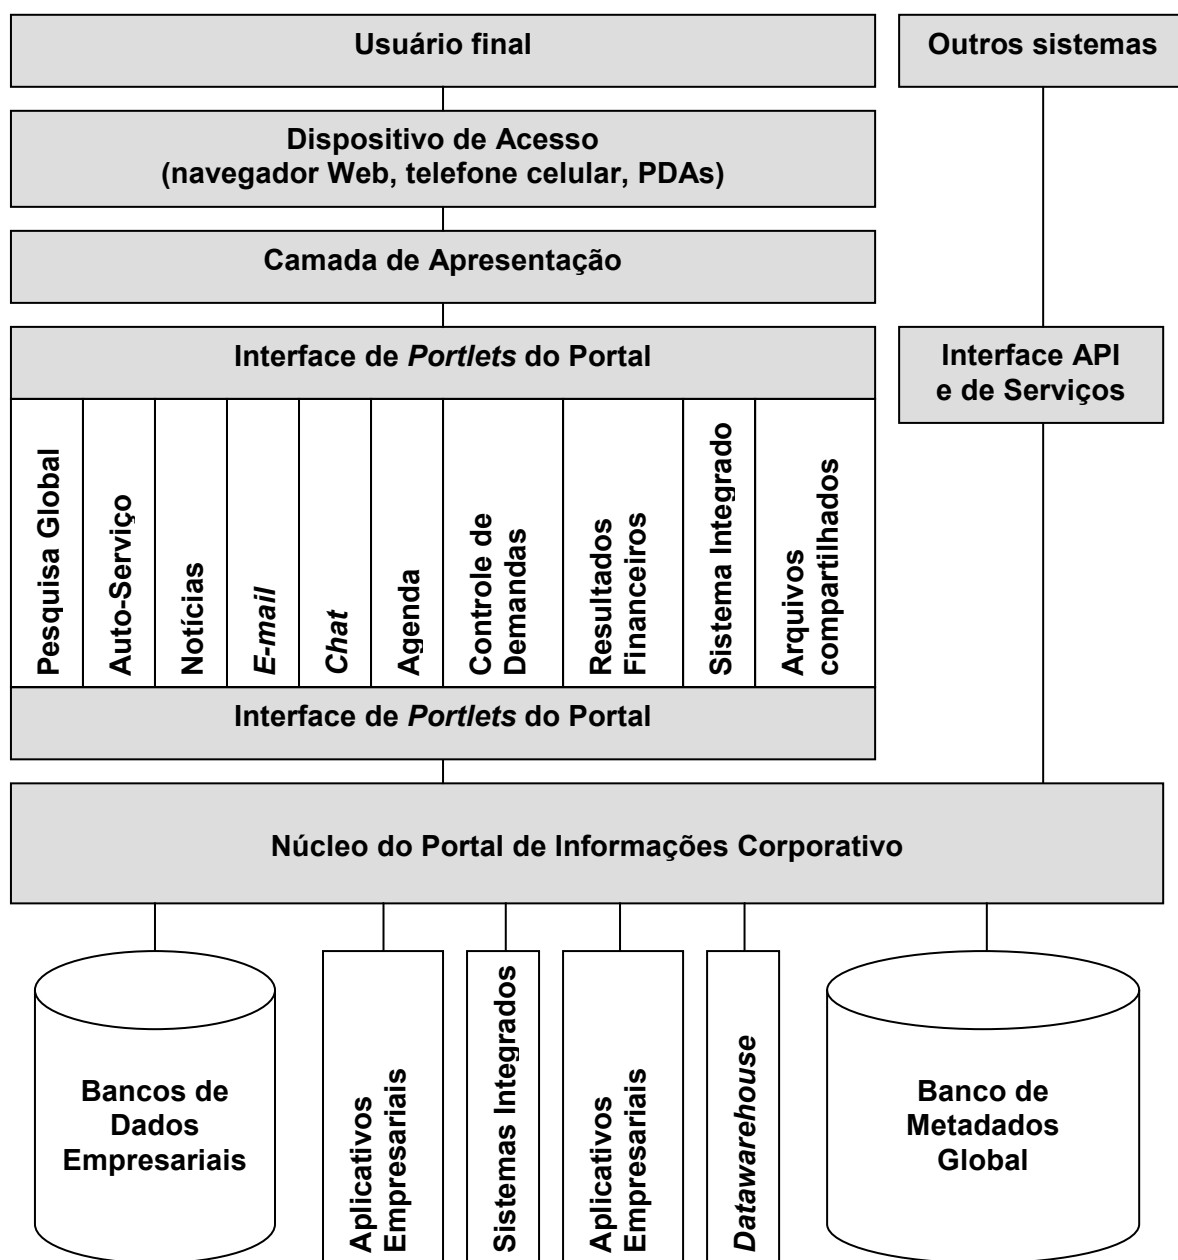 Usuário final
Outros sistemas
Dispositivo de Acesso
(navegador Web, telefone celular, PDAs)
Camada de Apresentação
Interface de Portlets do Portal
Interface API
e de Serviços
Pesquisa Global
Auto-Serviço
Notícias
E-mail
Chat
Agenda
Controle de
Demandas
Resultados
Financeiros
Sistema Integrado
Arquivos
compartilhados
Interface de Portlets do Portal
Núcleo do Portal de Informações Corporativo
Bancos de
Dados
Empresariais
Aplicativos
Empresariais
Sistemas Integrados
Aplicativos
Empresariais
Datawarehouse
Banco de
Metadados
Global